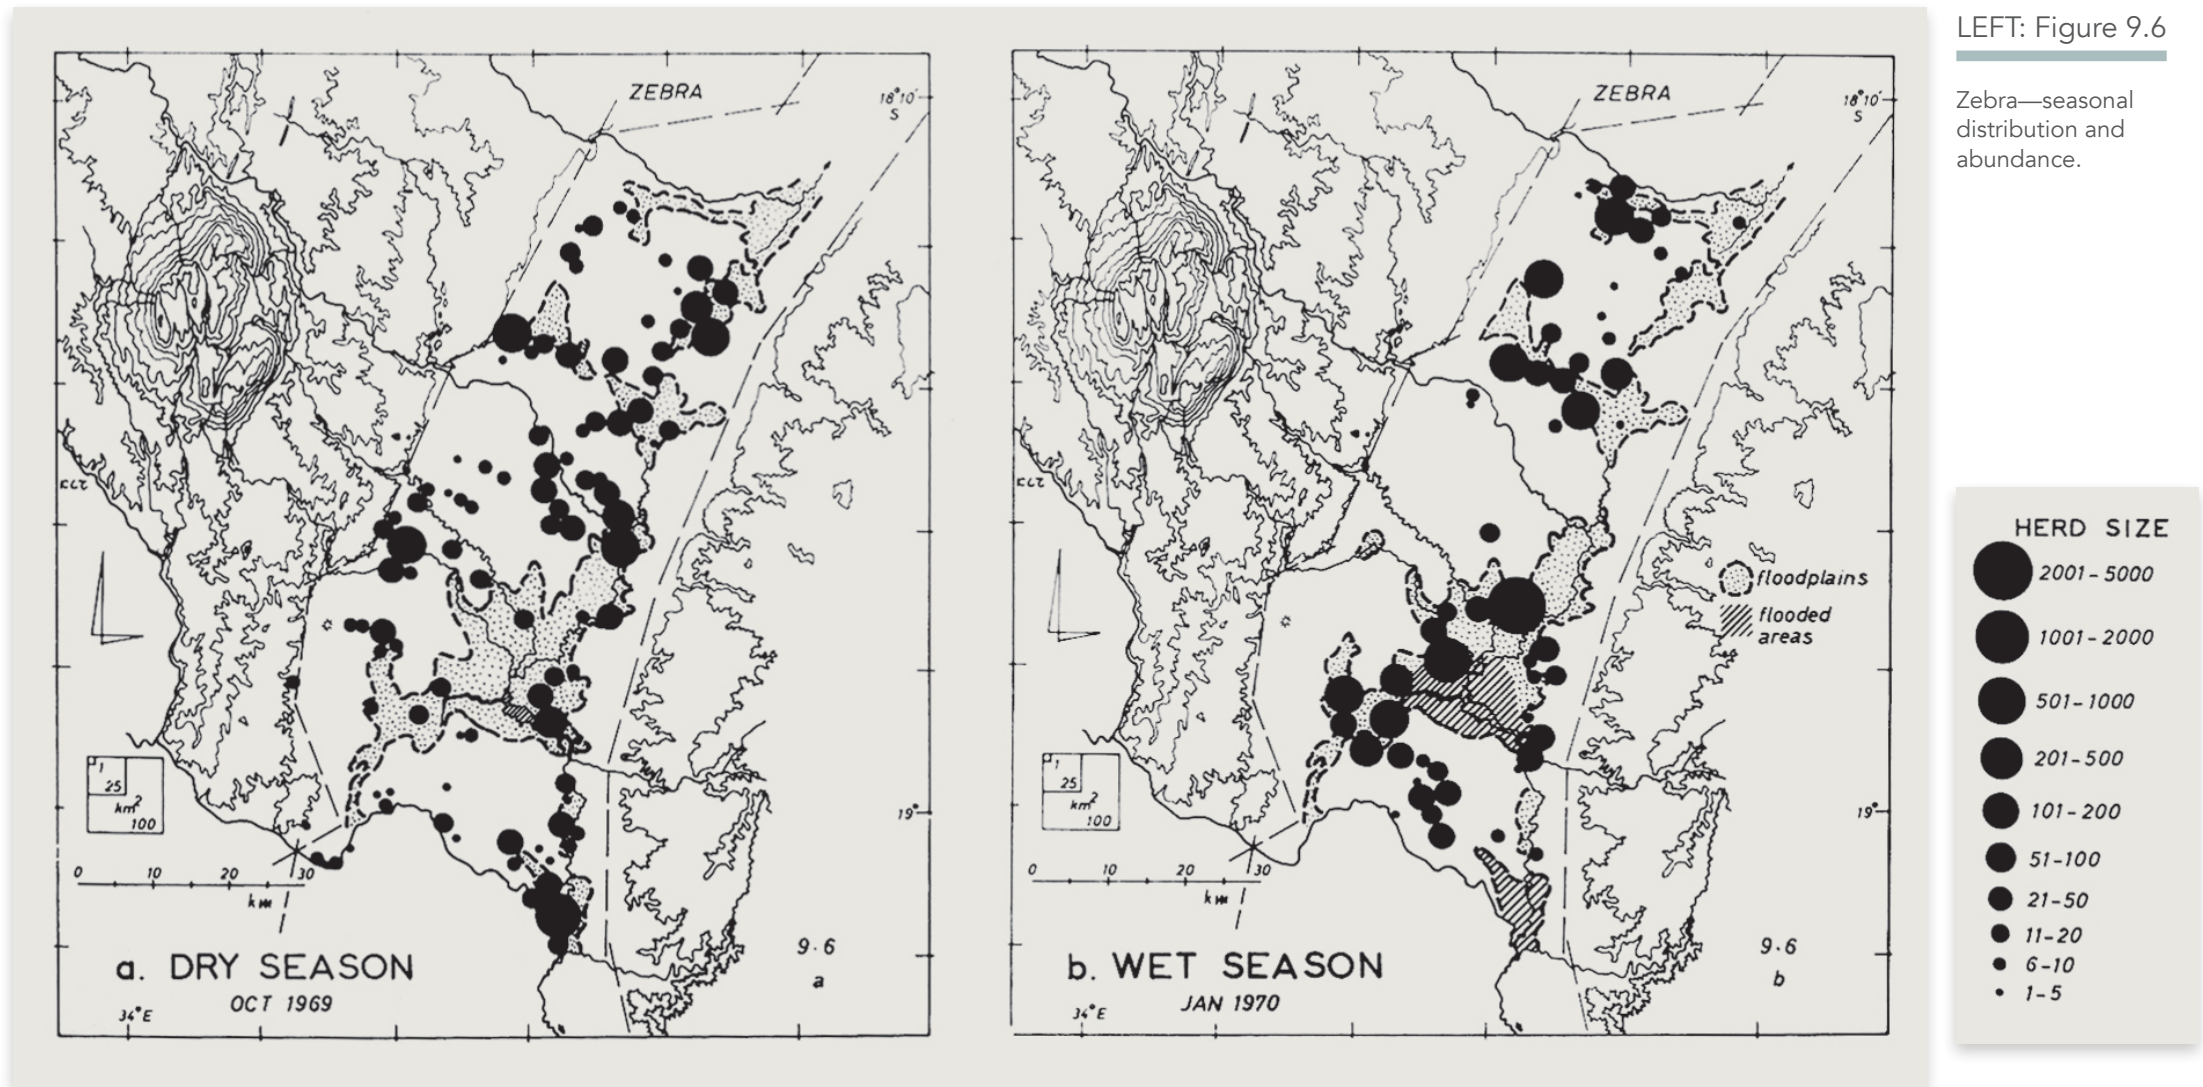 LEFT: Figure 9.6
Zebra—seasonal
distribution and
abundance.
ZEBRA
18°10'
S
19°
1
25
km²
100
0 10 20 30
km
a. DRY SEASON
OCT 1969
34°E
9·6
a
ZEBRA
18°10'
S
floodplains
flooded
areas
19°
1
25
km²
100
0 10 20 30
km
b. WET SEASON
JAN 1970
34°E
9·6
b
HERD SIZE
2001-5000
1001-2000
501-1000
201-500
101-200
51-100
21-50
11-20
6-10
1-5